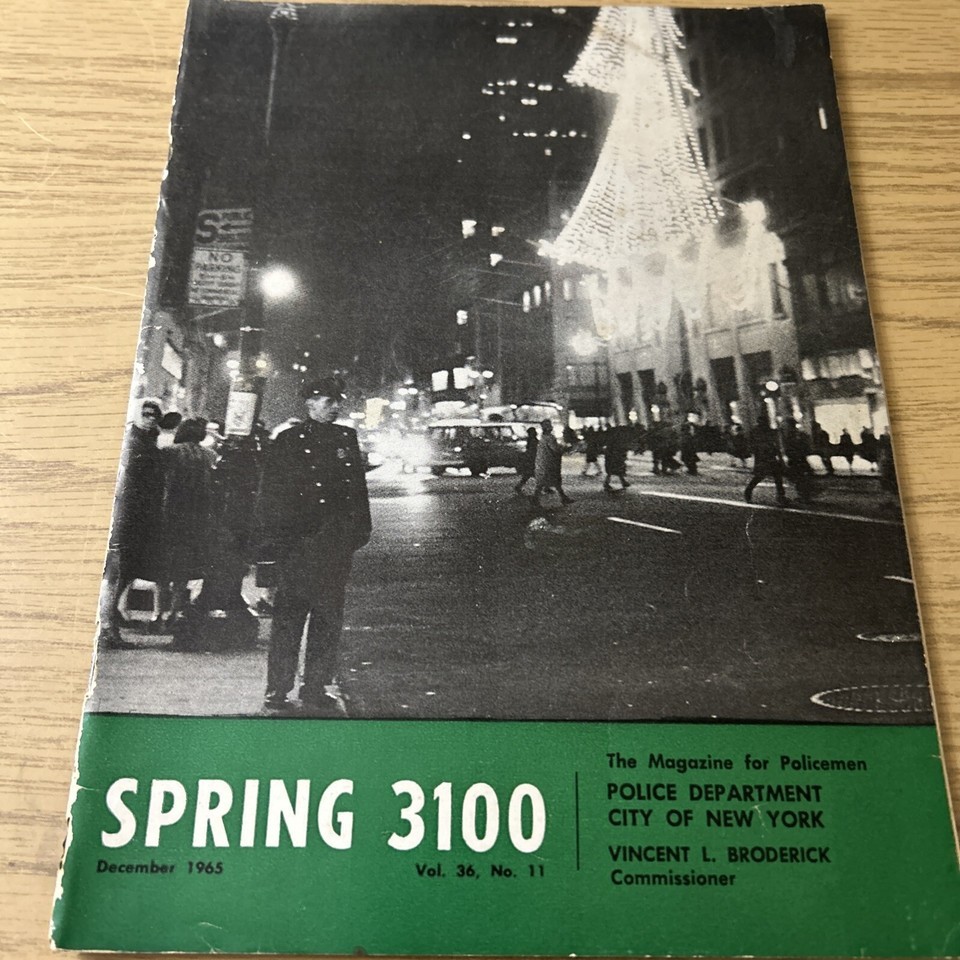 PUBLIC
NO
PARKING
SPRING 3100
December 1965
Vol. 36, No. 11
The Magazine for Policemen
POLICE DEPARTMENT
CITY OF NEW YORK
VINCENT L. BRODERICK
Commissioner